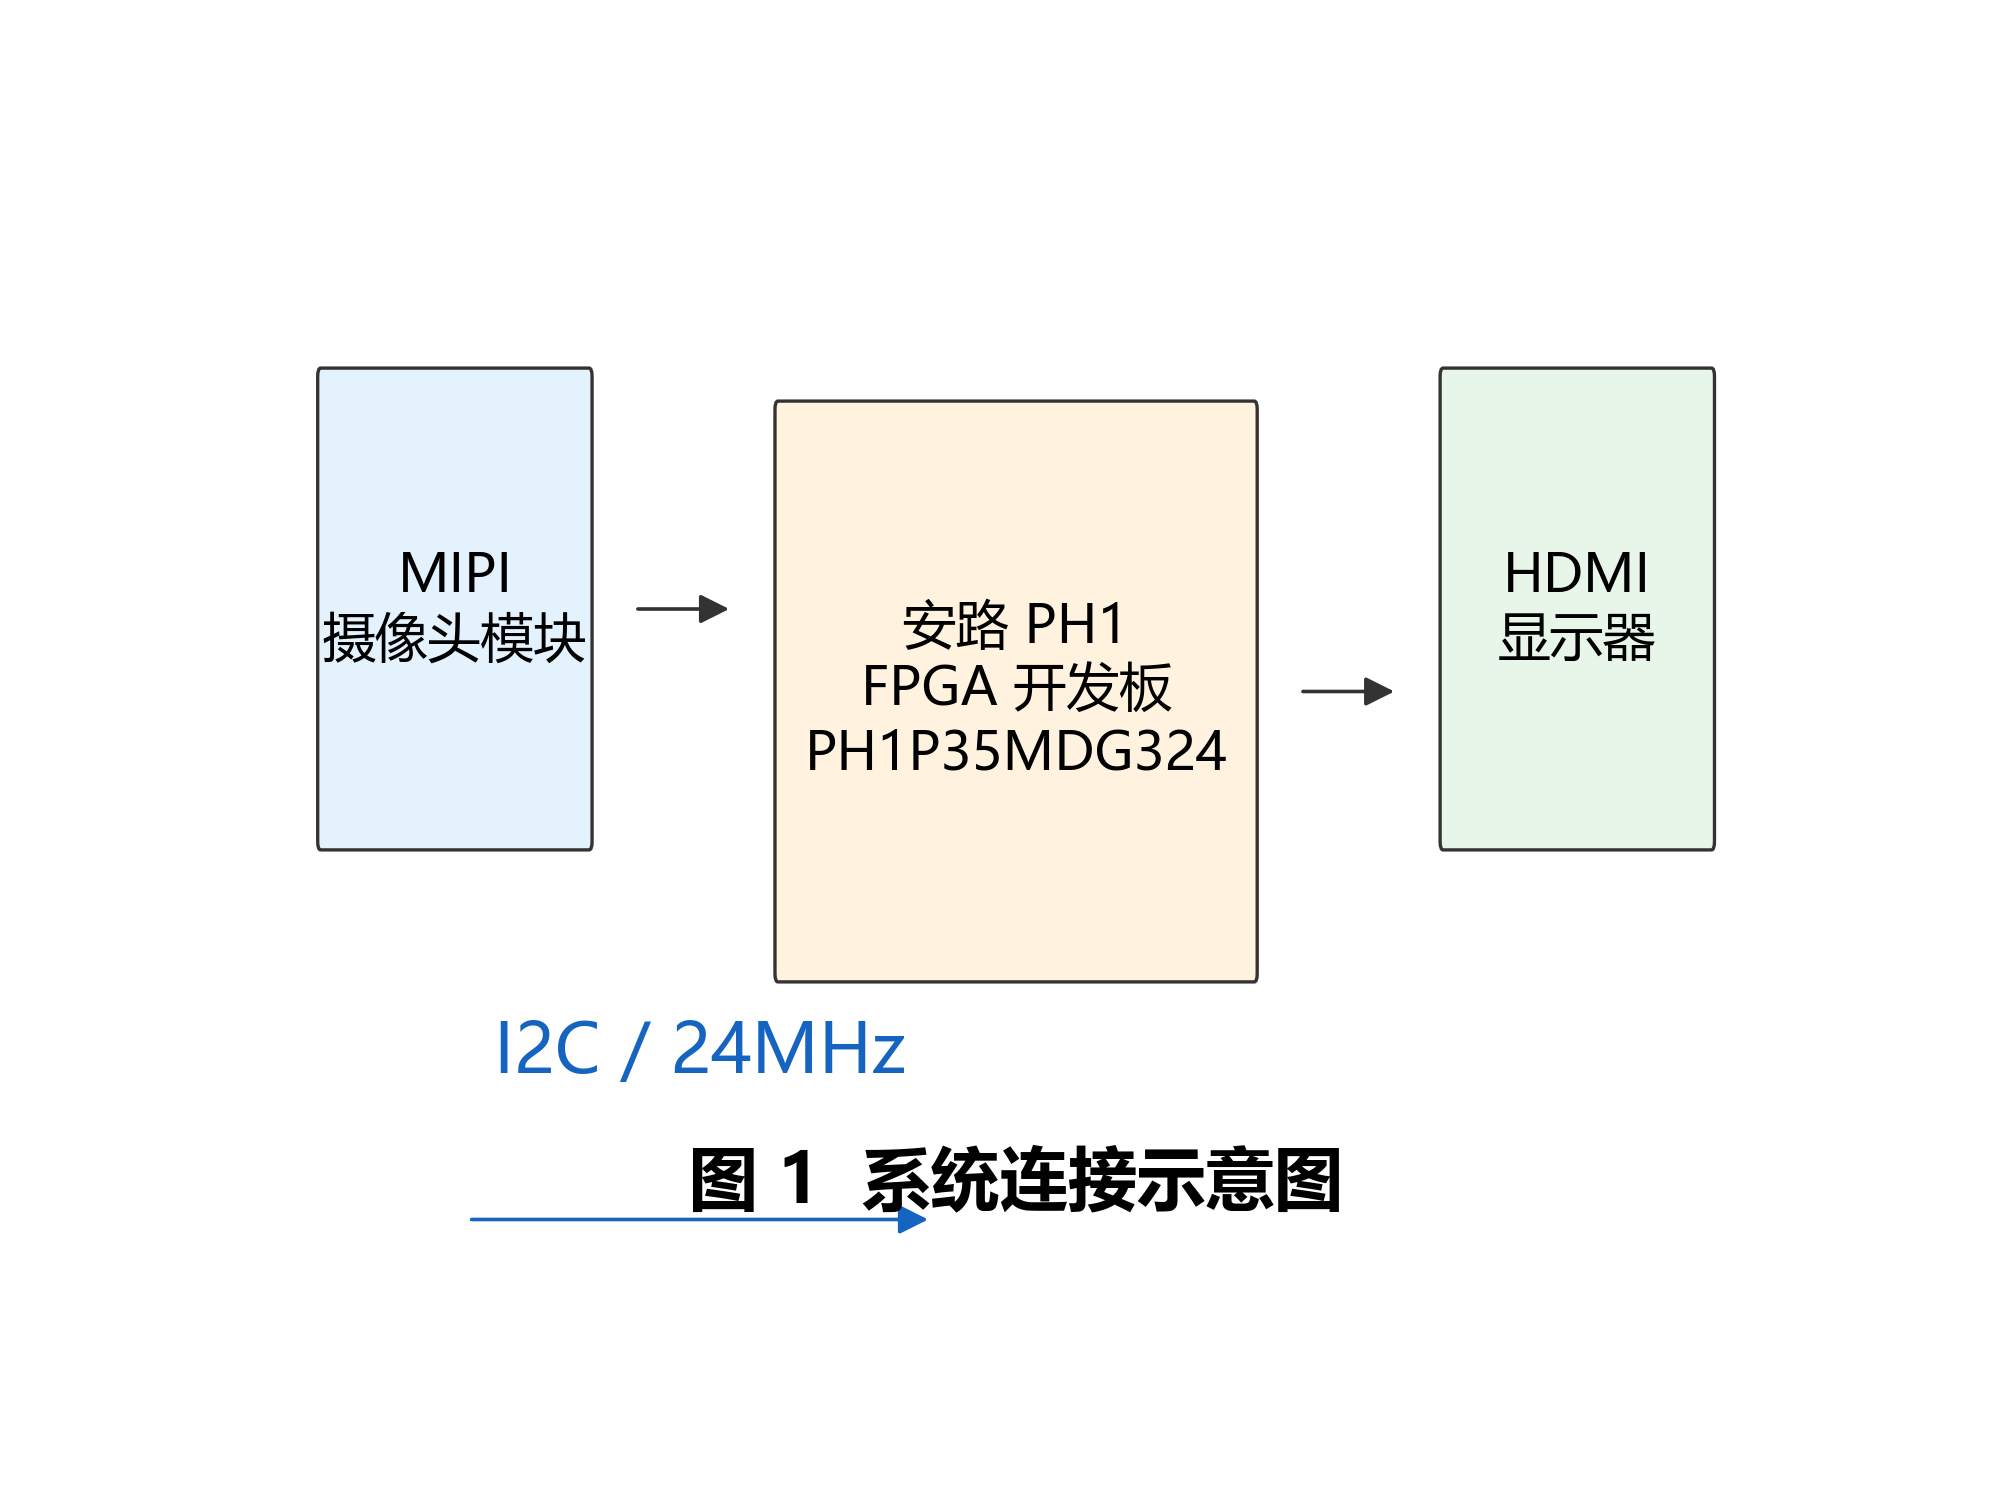 MIPI
摄像头模块
安路 PH1
FPGA 开发板
PH1P35MDG324
HDMI
显示器
I2C / 24MHz
图 1 系统连接示意图